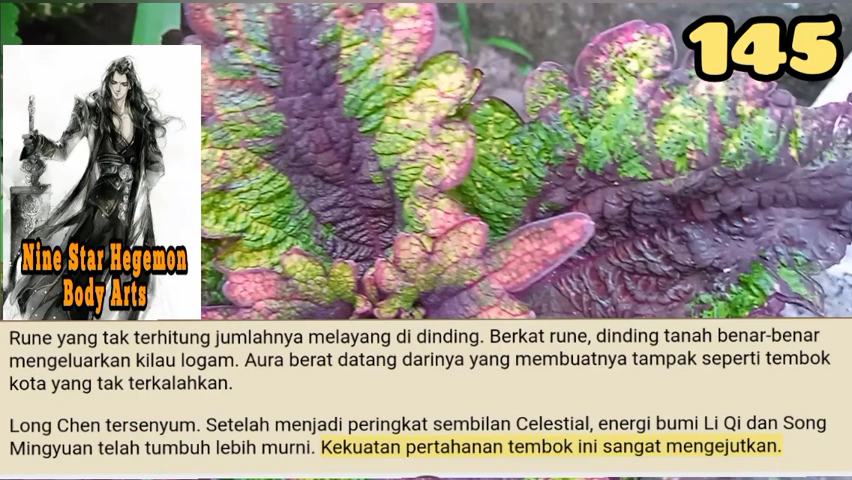 145
Nine Star Hegemon
Body Arts
Rune yang tak terhitung jumlahnya melayang di dinding. Berkat rune, dinding tanah benar-benar
mengeluarkan kilau logam. Aura berat datang darinya yang membuatnya tampak seperti tembok
kota yang tak terkalahkan.
Long Chen tersenyum. Setelah menjadi peringkat sembilan Celestial, energi bumi Li Qi dan Song
Mingyuan telah tumbuh lebih murni. Kekuatan pertahanan tembok ini sangat mengejutkan.